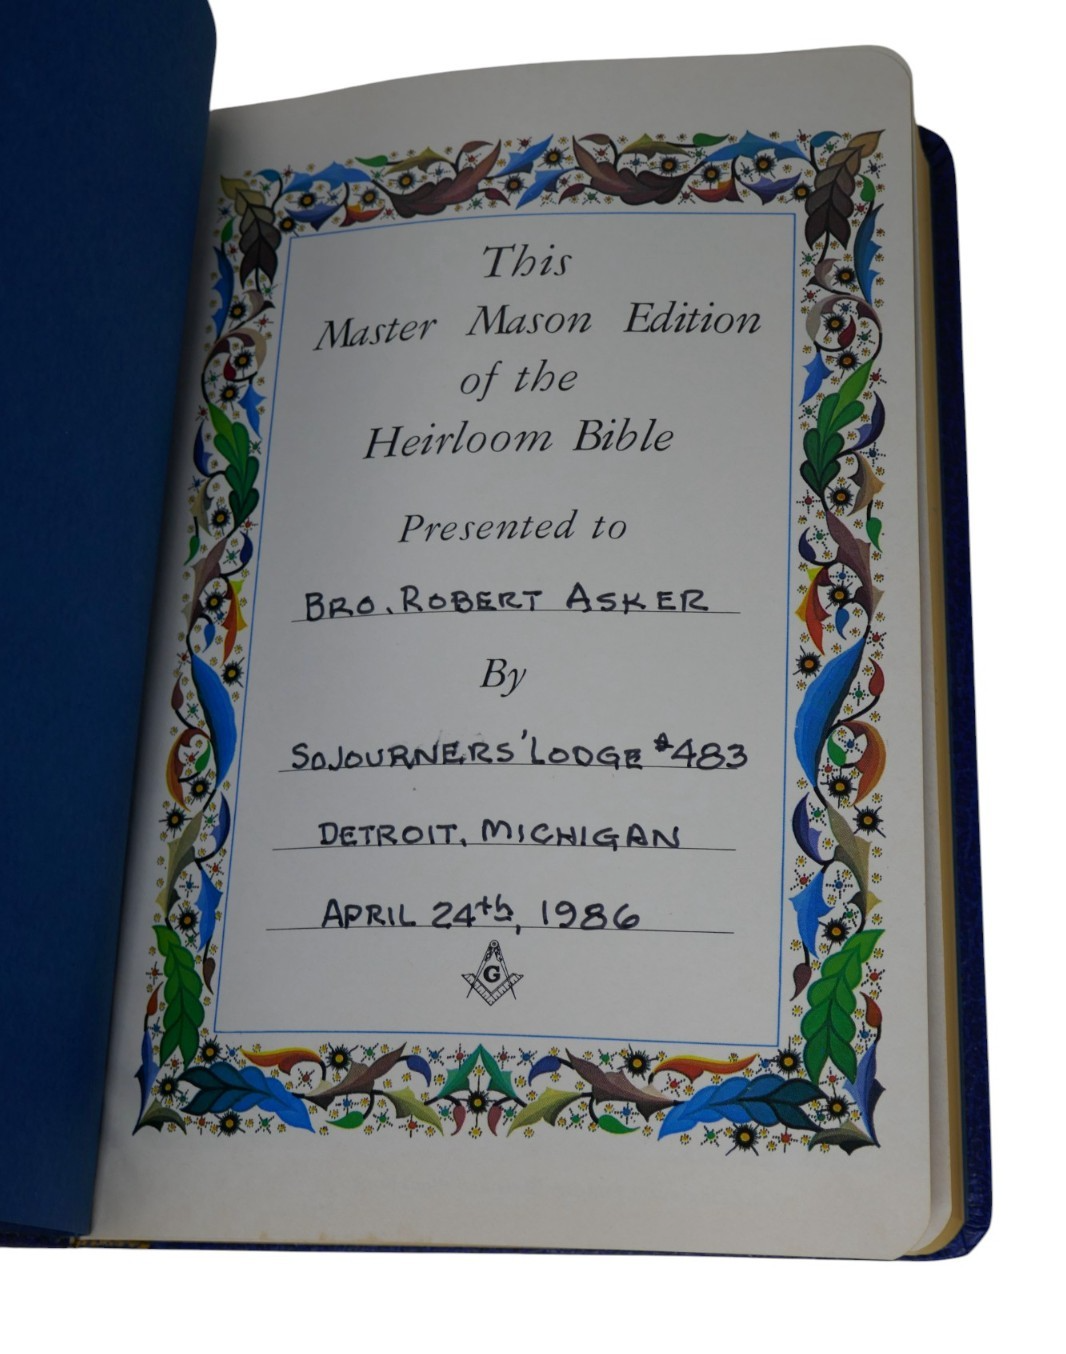 This
Master Mason Edition
of the
Heirloom Bible
Presented to
BRO. ROBERT ASKER
By
SOJOURNERS' LODGE #483
DETROIT, MICHIGAN
APRIL 24th, 1986
G